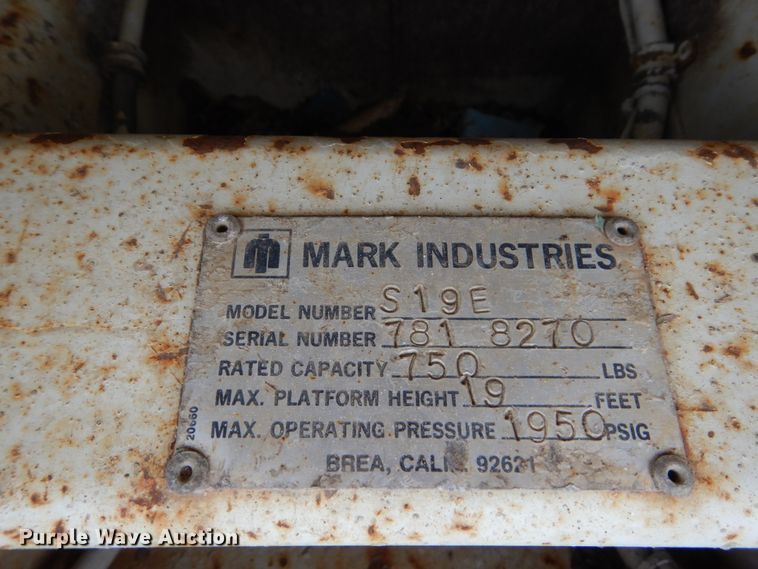 MARK INDUSTRIES
MODEL NUMBER S19E
SERIAL NUMBER 781 8270
RATED CAPACITY 750 LBS
MAX. PLATFORM HEIGHT 19 FEET
MAX. OPERATING PRESSURE 1950 PSIG
BREA, CALIF. 92621
20660
Purple Wave Auction